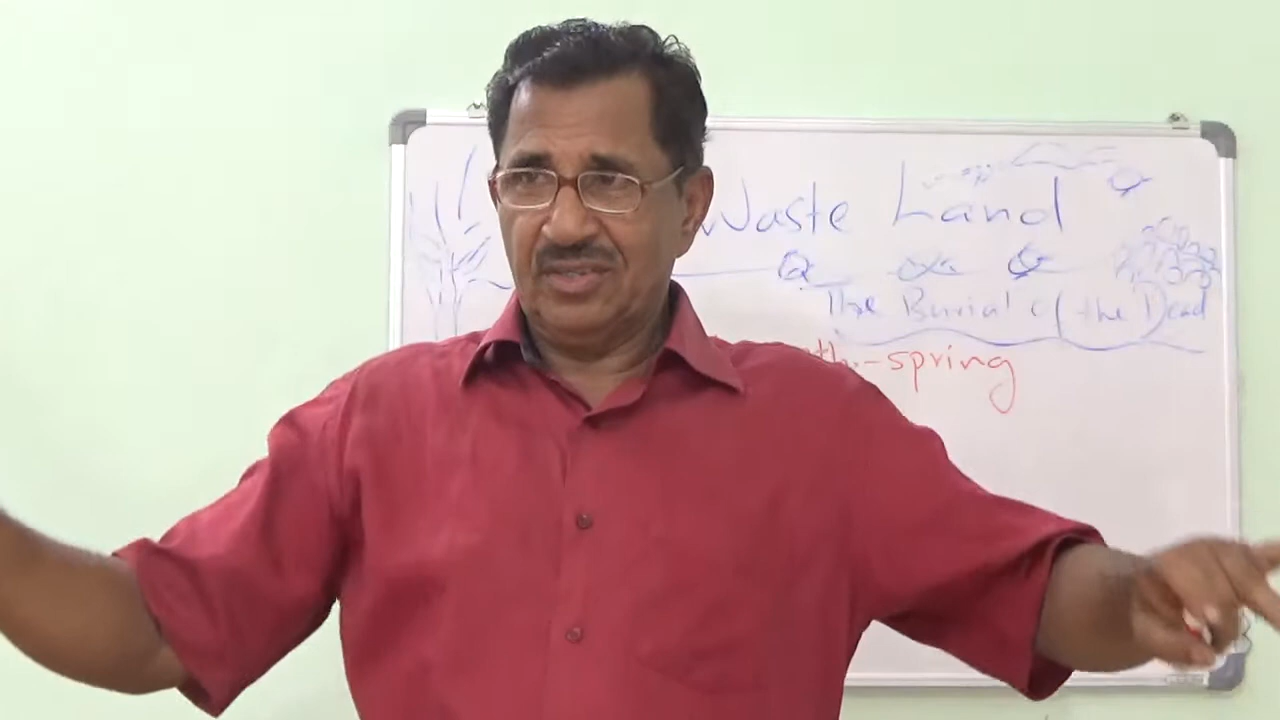 Waste Land
The Burial of the Dead
-spring